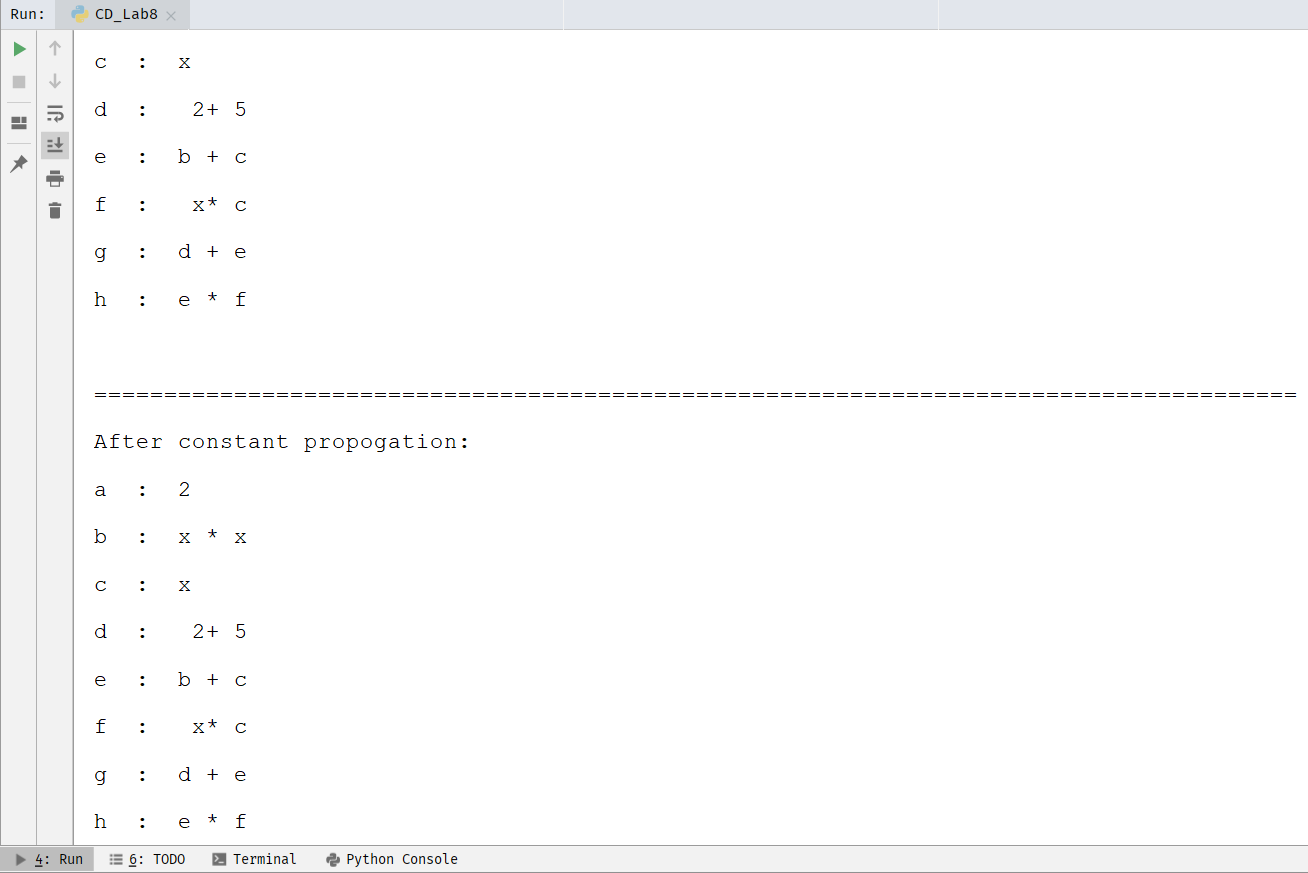 Run: CD_Lab8
c : x
d : 2+ 5
e : b + c
f : x* c
g : d + e
h : e * f
======================================================================================
After constant propogation:
a : 2
b : x * x
c : x
d : 2+ 5
e : b + c
f : x* c
g : d + e
h : e * f
4: Run 6: TODO Terminal Python Console